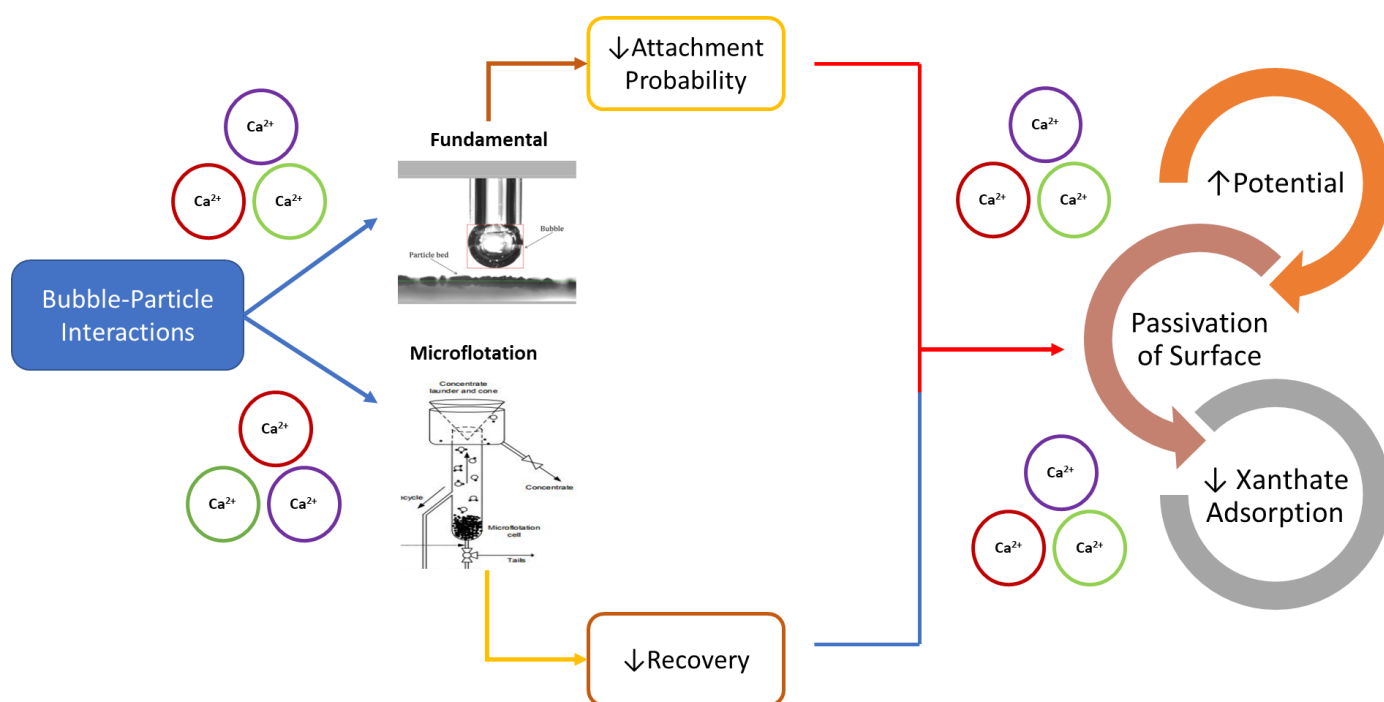 ↓Attachment
Probability
Ca²⁺
Ca²⁺
Ca²⁺
Fundamental
Bubble
Particle bed
Bubble-Particle
Interactions
Microflotation
Concentrate
launder and cone
Concentrate
ecycle
Microflotation
cell
Tails
Ca²⁺
Ca²⁺
Ca²⁺
↓Recovery
Ca²⁺
Ca²⁺
Ca²⁺
↑Potential
Passivation
of Surface
↓ Xanthate
Adsorption
Ca²⁺
Ca²⁺
Ca²⁺